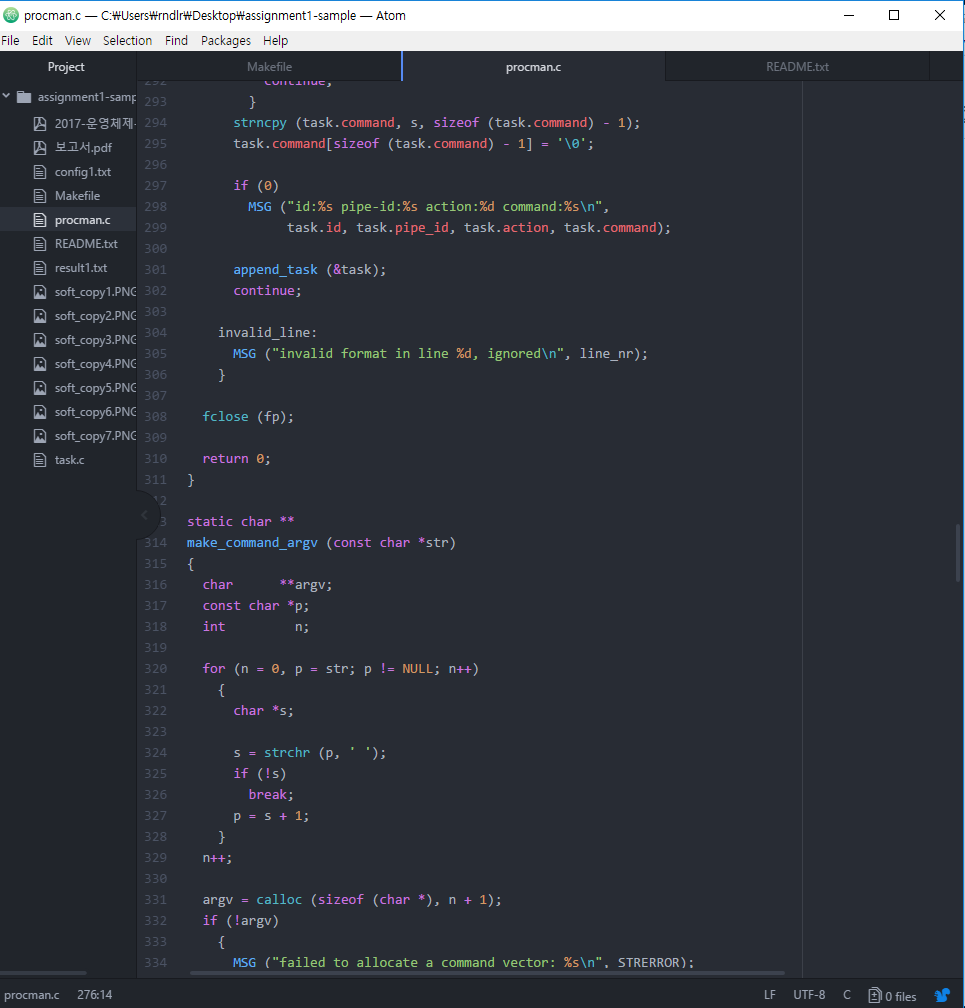 procman.c — C:₩Users₩rndlr₩Desktop₩assignment1-sample — Atom
File Edit View Selection Find Packages Help
Project
Makefile
procman.c
README.txt
assignment1-samp
2017-운영체제-
보고서.pdf
config1.txt
Makefile
procman.c
README.txt
result1.txt
soft_copy1.PNG
soft_copy2.PNG
soft_copy3.PNG
soft_copy4.PNG
soft_copy5.PNG
soft_copy6.PNG
soft_copy7.PNG
task.c
292 continue;
293 }
294 strncpy (task.command, s, sizeof (task.command) - 1);
295 task.command[sizeof (task.command) - 1] = '\0';
296
297 if (0)
298 MSG ("id:%s pipe-id:%s action:%d command:%s\n",
299 task.id, task.pipe_id, task.action, task.command);
300
301 append_task (&task);
302 continue;
303
304 invalid_line:
305 MSG ("invalid format in line %d, ignored\n", line_nr);
306 }
307
308 fclose (fp);
309
310 return 0;
311 }
12
3 static char **
314 make_command_argv (const char *str)
315 {
316 char **argv;
317 const char *p;
318 int n;
319
320 for (n = 0, p = str; p != NULL; n++)
321 {
322 char *s;
323
324 s = strchr (p, ' ');
325 if (!s)
326 break;
327 p = s + 1;
328 }
329 n++;
330
331 argv = calloc (sizeof (char *), n + 1);
332 if (!argv)
333 {
334 MSG ("failed to allocate a command vector: %s\n", STRERROR);
procman.c 276:14 LF UTF-8 C 0 files